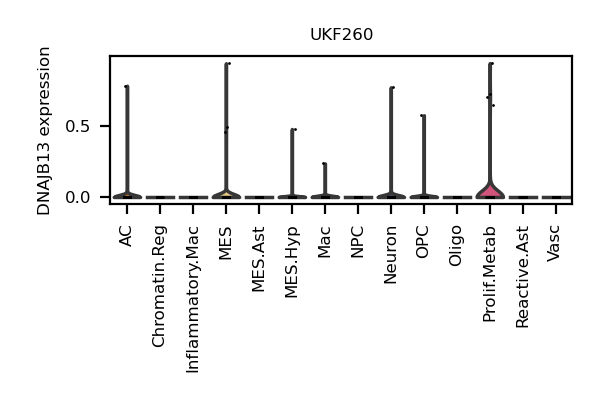 UKF260
DNAJB13 expression
0.5
0.0
AC
Chromatin.Reg
Inflammatory.Mac
MES
MES.Ast
MES.Hyp
Mac
NPC
Neuron
OPC
Oligo
Prolif.Metab
Reactive.Ast
Vasc